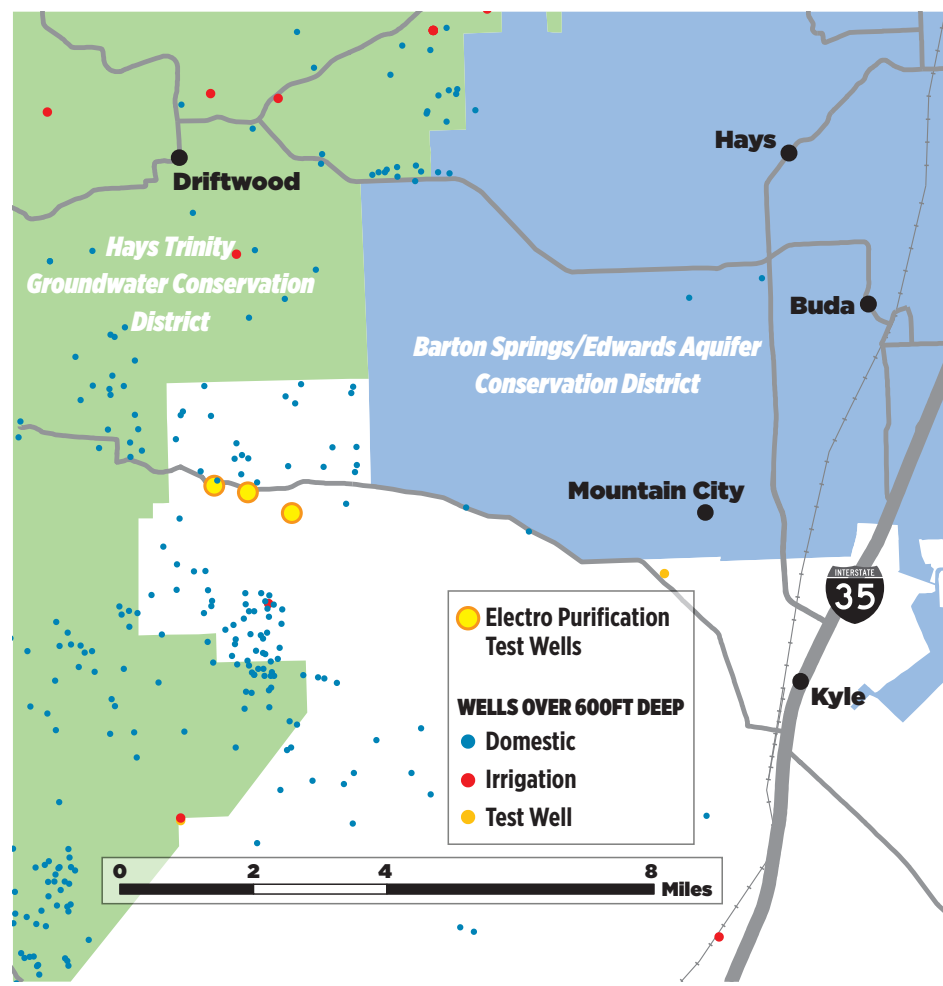 Hays
Driftwood
Hays Trinity
Groundwater Conservation
District
Buda
Barton Springs/Edwards Aquifer
Conservation District
Mountain City
INTERSTATE
35
Electro Purification
Test Wells
Kyle
WELLS OVER 600FT DEEP
Domestic
Irrigation
Test Well
0 2 4 8
Miles